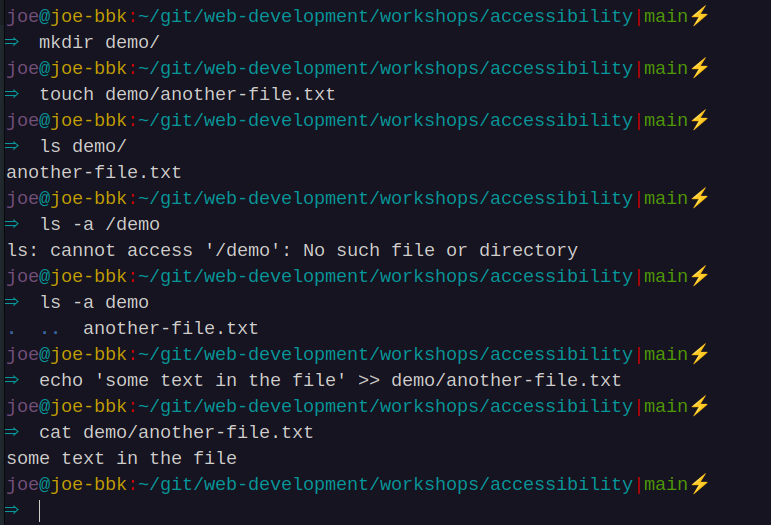 joe@joe-bbk:~/git/web-development/workshops/accessibility|main⚡
⇒  mkdir demo/
joe@joe-bbk:~/git/web-development/workshops/accessibility|main⚡
⇒  touch demo/another-file.txt
joe@joe-bbk:~/git/web-development/workshops/accessibility|main⚡
⇒  ls demo/
another-file.txt
joe@joe-bbk:~/git/web-development/workshops/accessibility|main⚡
⇒  ls -a /demo
ls: cannot access '/demo': No such file or directory
joe@joe-bbk:~/git/web-development/workshops/accessibility|main⚡
⇒  ls -a demo
.  ..  another-file.txt
joe@joe-bbk:~/git/web-development/workshops/accessibility|main⚡
⇒  echo 'some text in the file' >> demo/another-file.txt
joe@joe-bbk:~/git/web-development/workshops/accessibility|main⚡
⇒  cat demo/another-file.txt
some text in the file
joe@joe-bbk:~/git/web-development/workshops/accessibility|main⚡
⇒